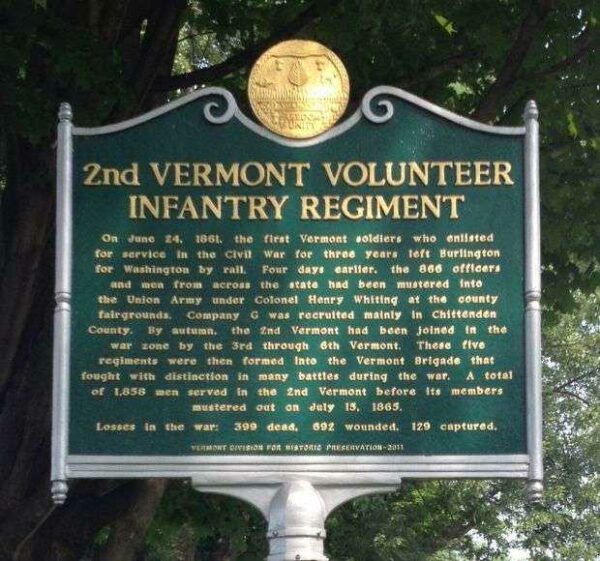 2nd VERMONT VOLUNTEER
INFANTRY REGIMENT
On June 24, 1861, the first Vermont soldiers who enlisted
for service in the Civil War for three years left Burlington
for Washington by rail. Four days earlier, the 866 officers
and men from across the state had been mustered into
the Union Army under Colonel Henry Whiting at the county
fairgrounds. Company G was recruited mainly in Chittenden
County. By autumn, the 2nd Vermont had been joined in the
war zone by the 3rd through 6th Vermont. These five
regiments were then formed into the Vermont Brigade that
fought with distinction in many battles during the war. A total
of 1,858 men served in the 2nd Vermont before its members
mustered out on July 15, 1865.
Losses in the war: 399 dead, 692 wounded, 129 captured.
VERMONT DIVISION FOR HISTORIC PRESERVATION-2011